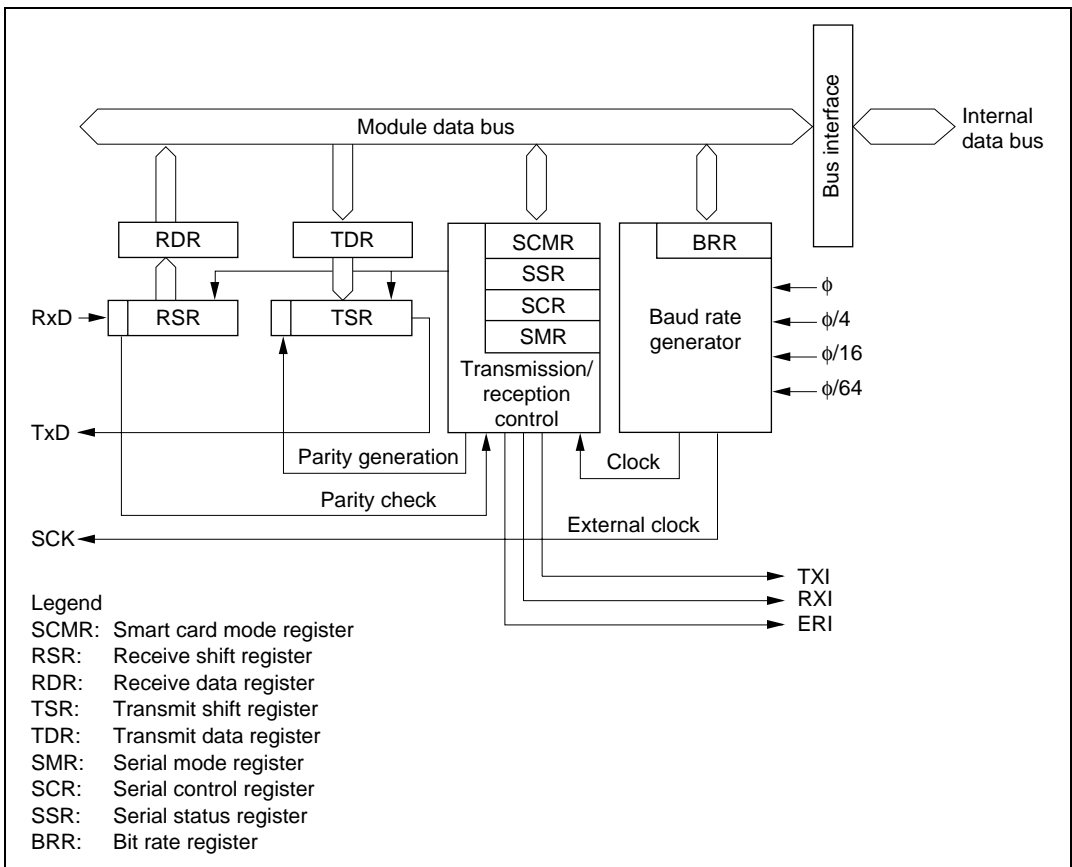 Module data bus
Bus interface
Internal
data bus
RDR
TDR
SCMR
SSR
SCR
SMR
Transmission/
reception
control
BRR
Baud rate
generator
ϕ
ϕ/4
ϕ/16
ϕ/64
RxD
RSR
TSR
TxD
Parity generation
Clock
Parity check
SCK
External clock
TXI
RXI
ERI
Legend
SCMR: Smart card mode register
RSR: Receive shift register
RDR: Receive data register
TSR: Transmit shift register
TDR: Transmit data register
SMR: Serial mode register
SCR: Serial control register
SSR: Serial status register
BRR: Bit rate register